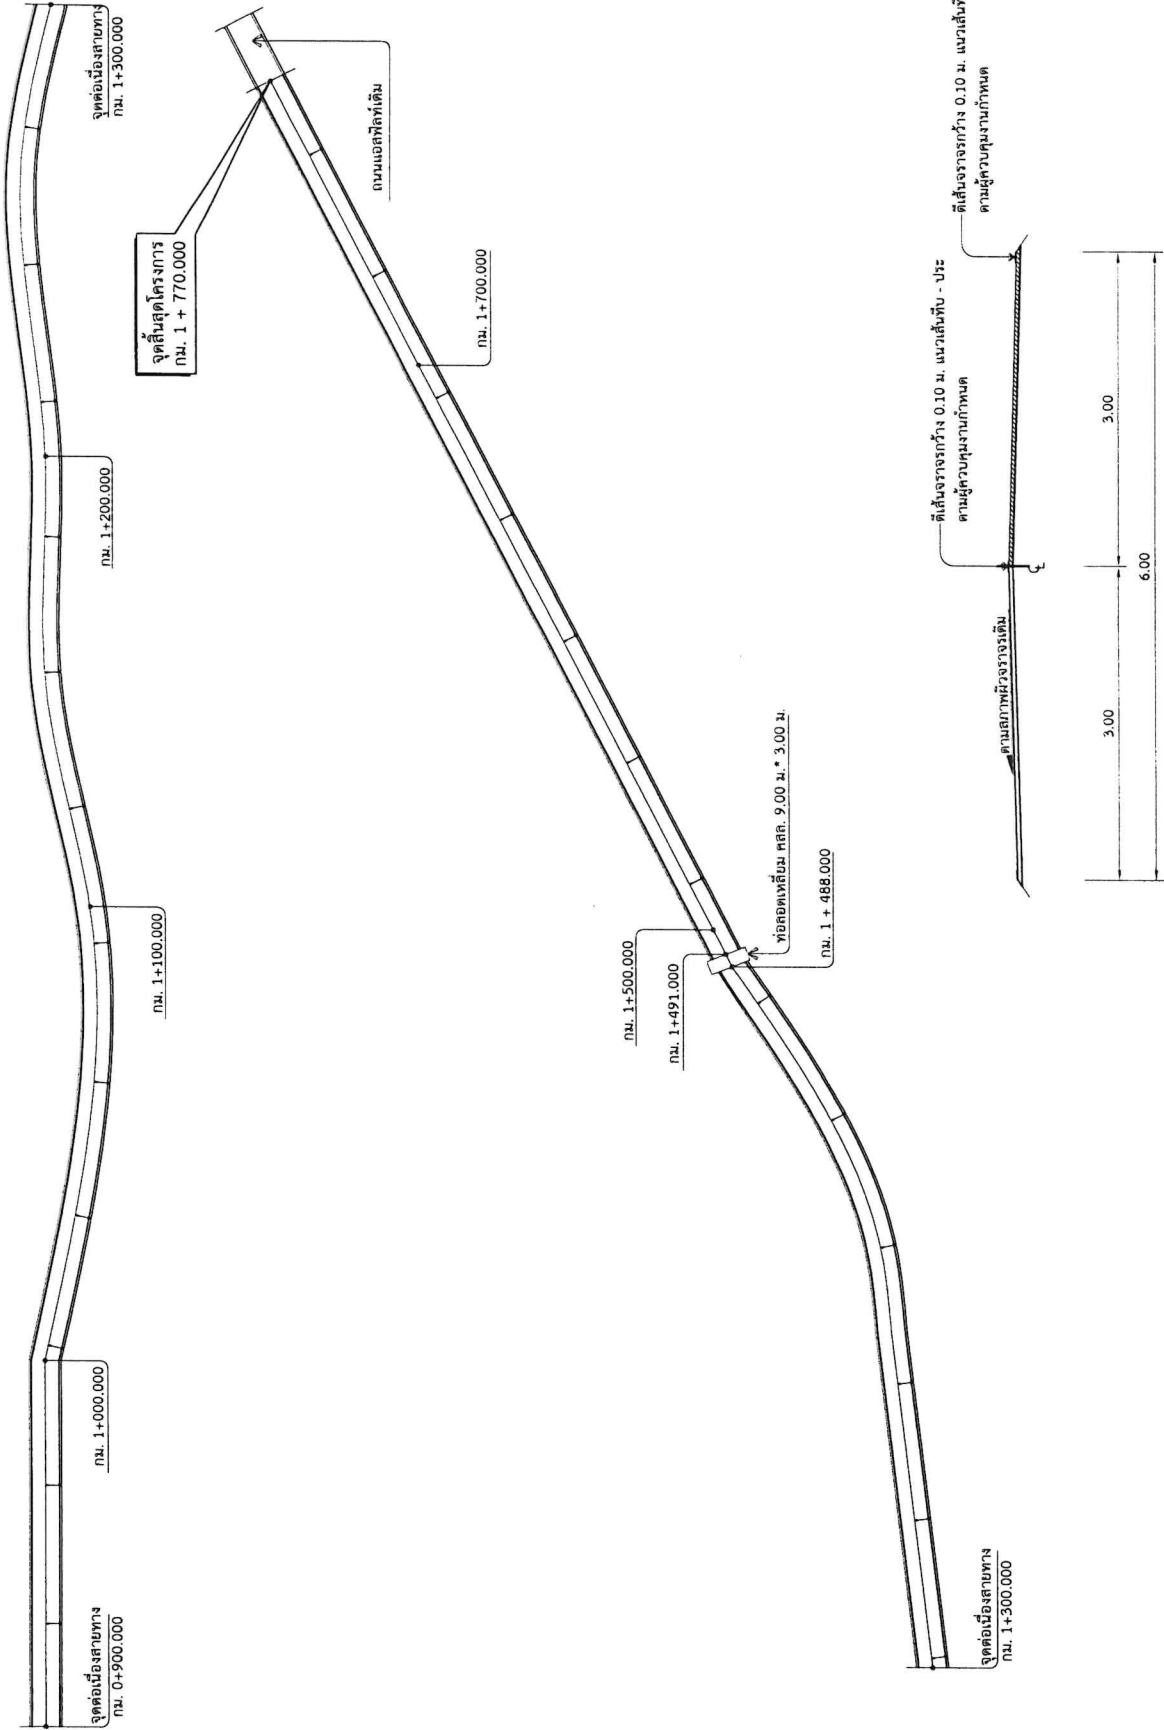 จุดต่อเนื่องสายทาง
กม. 0+900.000
กม. 1+000.000
กม. 1+100.000
กม. 1+200.000
จุดต่อเนื่องสายทาง
กม. 1+300.000
จุดสิ้นสุดโครงการ
กม. 1 + 770.000
ถนนแอสฟัลท์เดิม
กม. 1+700.000
กม. 1+500.000
กม. 1+491.000
ท่อลอดเหลี่ยม คสล. 9.00 ม.* 3.00 ม.
กม. 1 + 488.000
จุดต่อเนื่องสายทาง
กม. 1+300.000
ตีเส้นจราจรกว้าง 0.10 ม. แนวเส้นทึบ - ประ
ตามผู้ควบคุมงานกำหนด
ตีเส้นจราจรกว้าง 0.10 ม. แนวเส้นที
ตามผู้ควบคุมงานกำหนด
ตามสภาพผิวจราจรเดิม
3.00
3.00
6.00